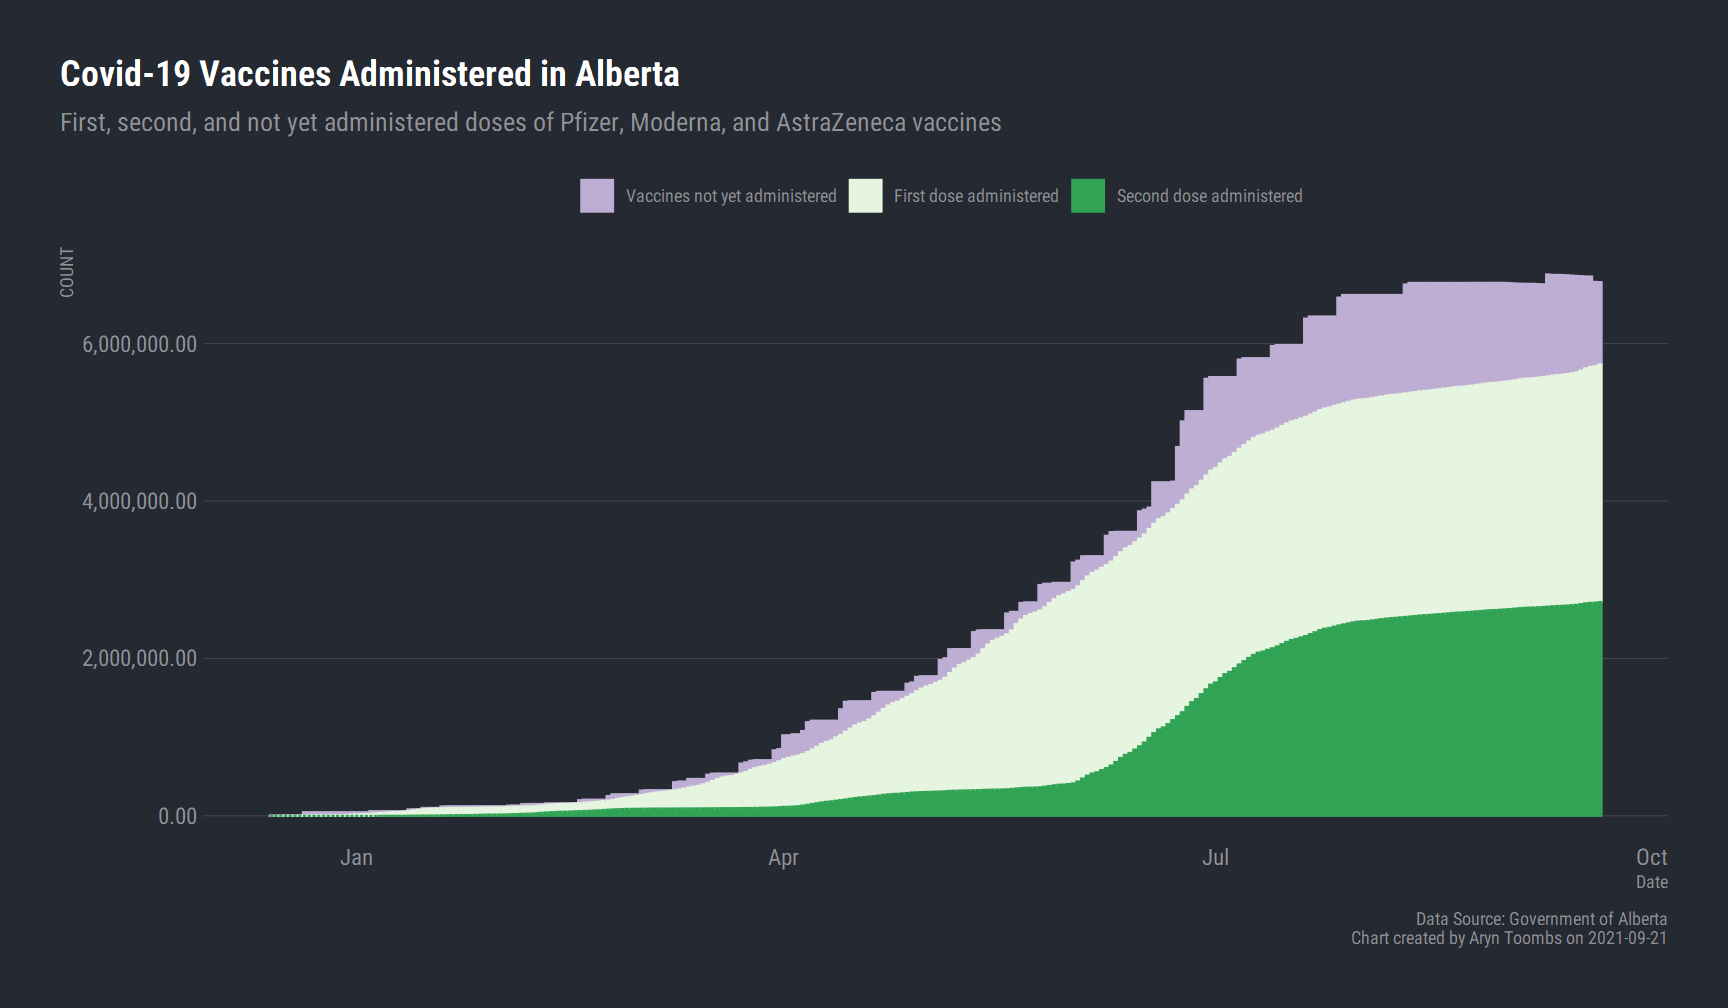 Covid-19 Vaccines Administered in Alberta
First, second, and not yet administered doses of Pfizer, Moderna, and AstraZeneca vaccines
Vaccines not yet administered First dose administered Second dose administered
COUNT
6,000,000.00
4,000,000.00
2,000,000.00
0.00
Jan Apr Jul Oct
Date
Data Source: Government of Alberta
Chart created by Aryn Toombs on 2021-09-21